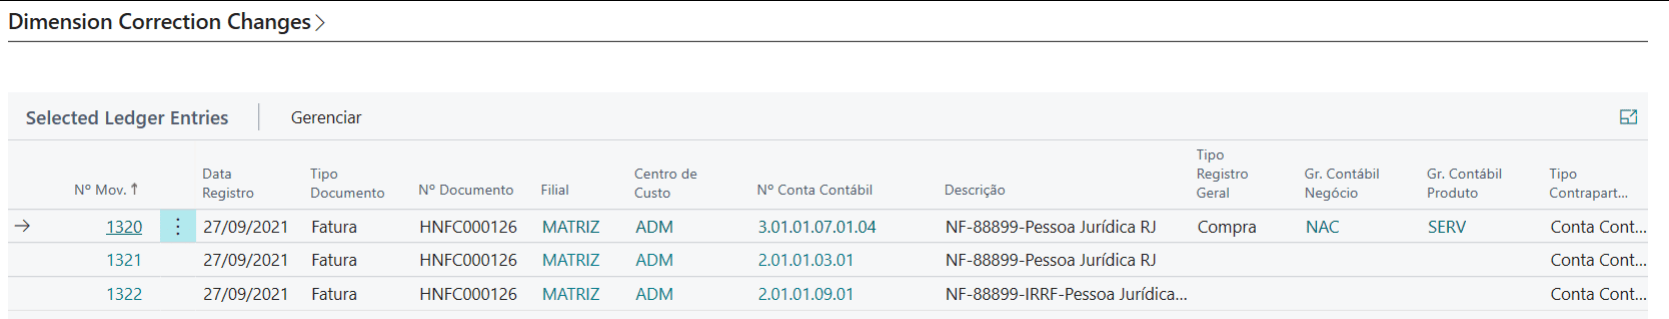 Dimension Correction Changes
Selected Ledger Entries Gerenciar
Nº Mov. ↑ Data Registro Tipo Documento Nº Documento Filial Centro de Custo Nº Conta Contábil Descrição Tipo Registro Geral Gr. Contábil Negócio Gr. Contábil Produto Tipo Contrapart...
1320 27/09/2021 Fatura HNFC000126 MATRIZ ADM 3.01.01.07.01.04 NF-88899-Pessoa Jurídica RJ Compra NAC SERV Conta Cont...
1321 27/09/2021 Fatura HNFC000126 MATRIZ ADM 2.01.01.03.01 NF-88899-Pessoa Jurídica RJ Conta Cont...
1322 27/09/2021 Fatura HNFC000126 MATRIZ ADM 2.01.01.09.01 NF-88899-IRRF-Pessoa Jurídica... Conta Cont...